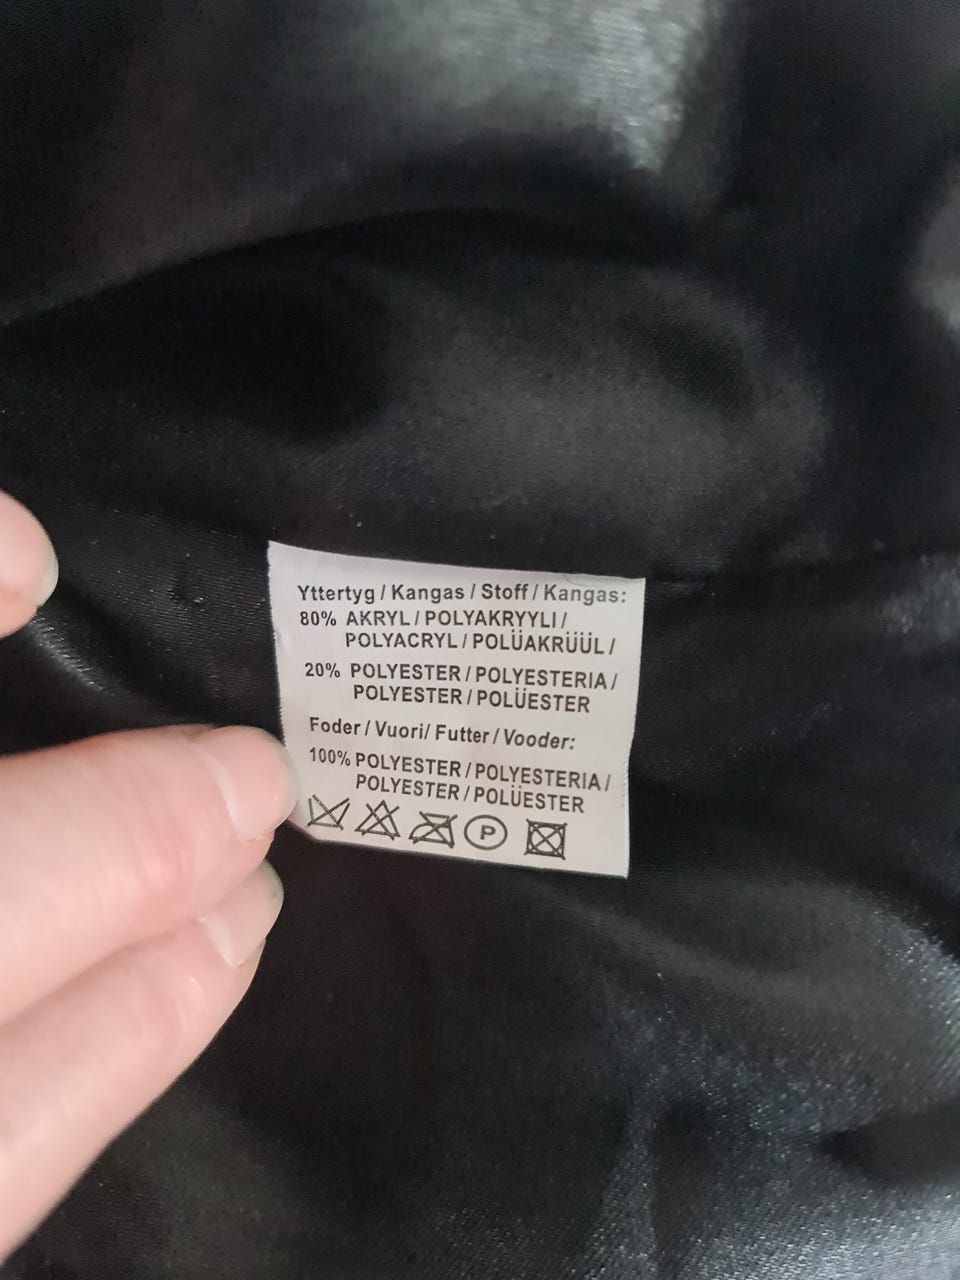 Yttertyg / Kangas / Stoff / Kangas:
80% AKRYL / POLYAKRYYLI /
POLYACRYL / POLÜAKRÜÜL /
20% POLYESTER / POLYESTERIA /
POLYESTER / POLÜESTER
Foder / Vuori/ Futter / Vooder:
100% POLYESTER / POLYESTERIA /
POLYESTER / POLÜESTER
P